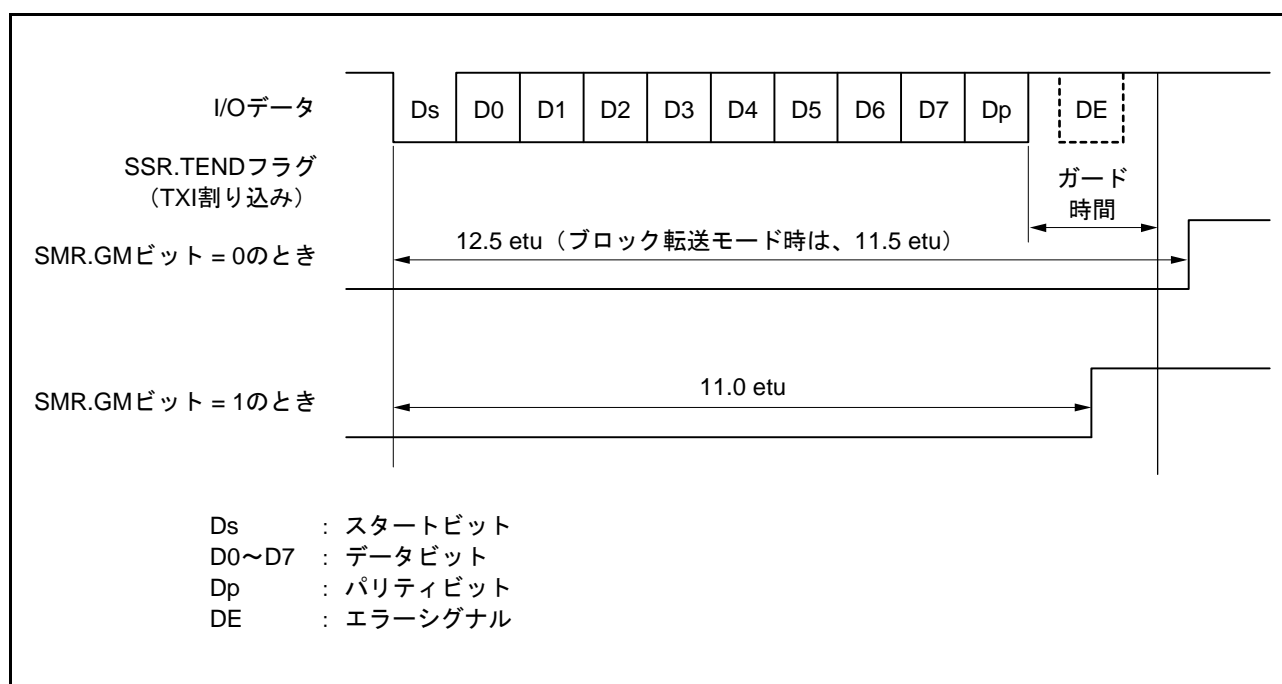 I/Oデータ
Ds D0 D1 D2 D3 D4 D5 D6 D7 Dp DE
SSR.TENDフラグ
(TXI割り込み)
ガード
時間
SMR.GMビット = 0のとき
12.5 etu(ブロック転送モード時は、11.5 etu)
SMR.GMビット = 1のとき
11.0 etu
Ds : スタートビット
D0~D7 : データビット
Dp : パリティビット
DE : エラーシグナル